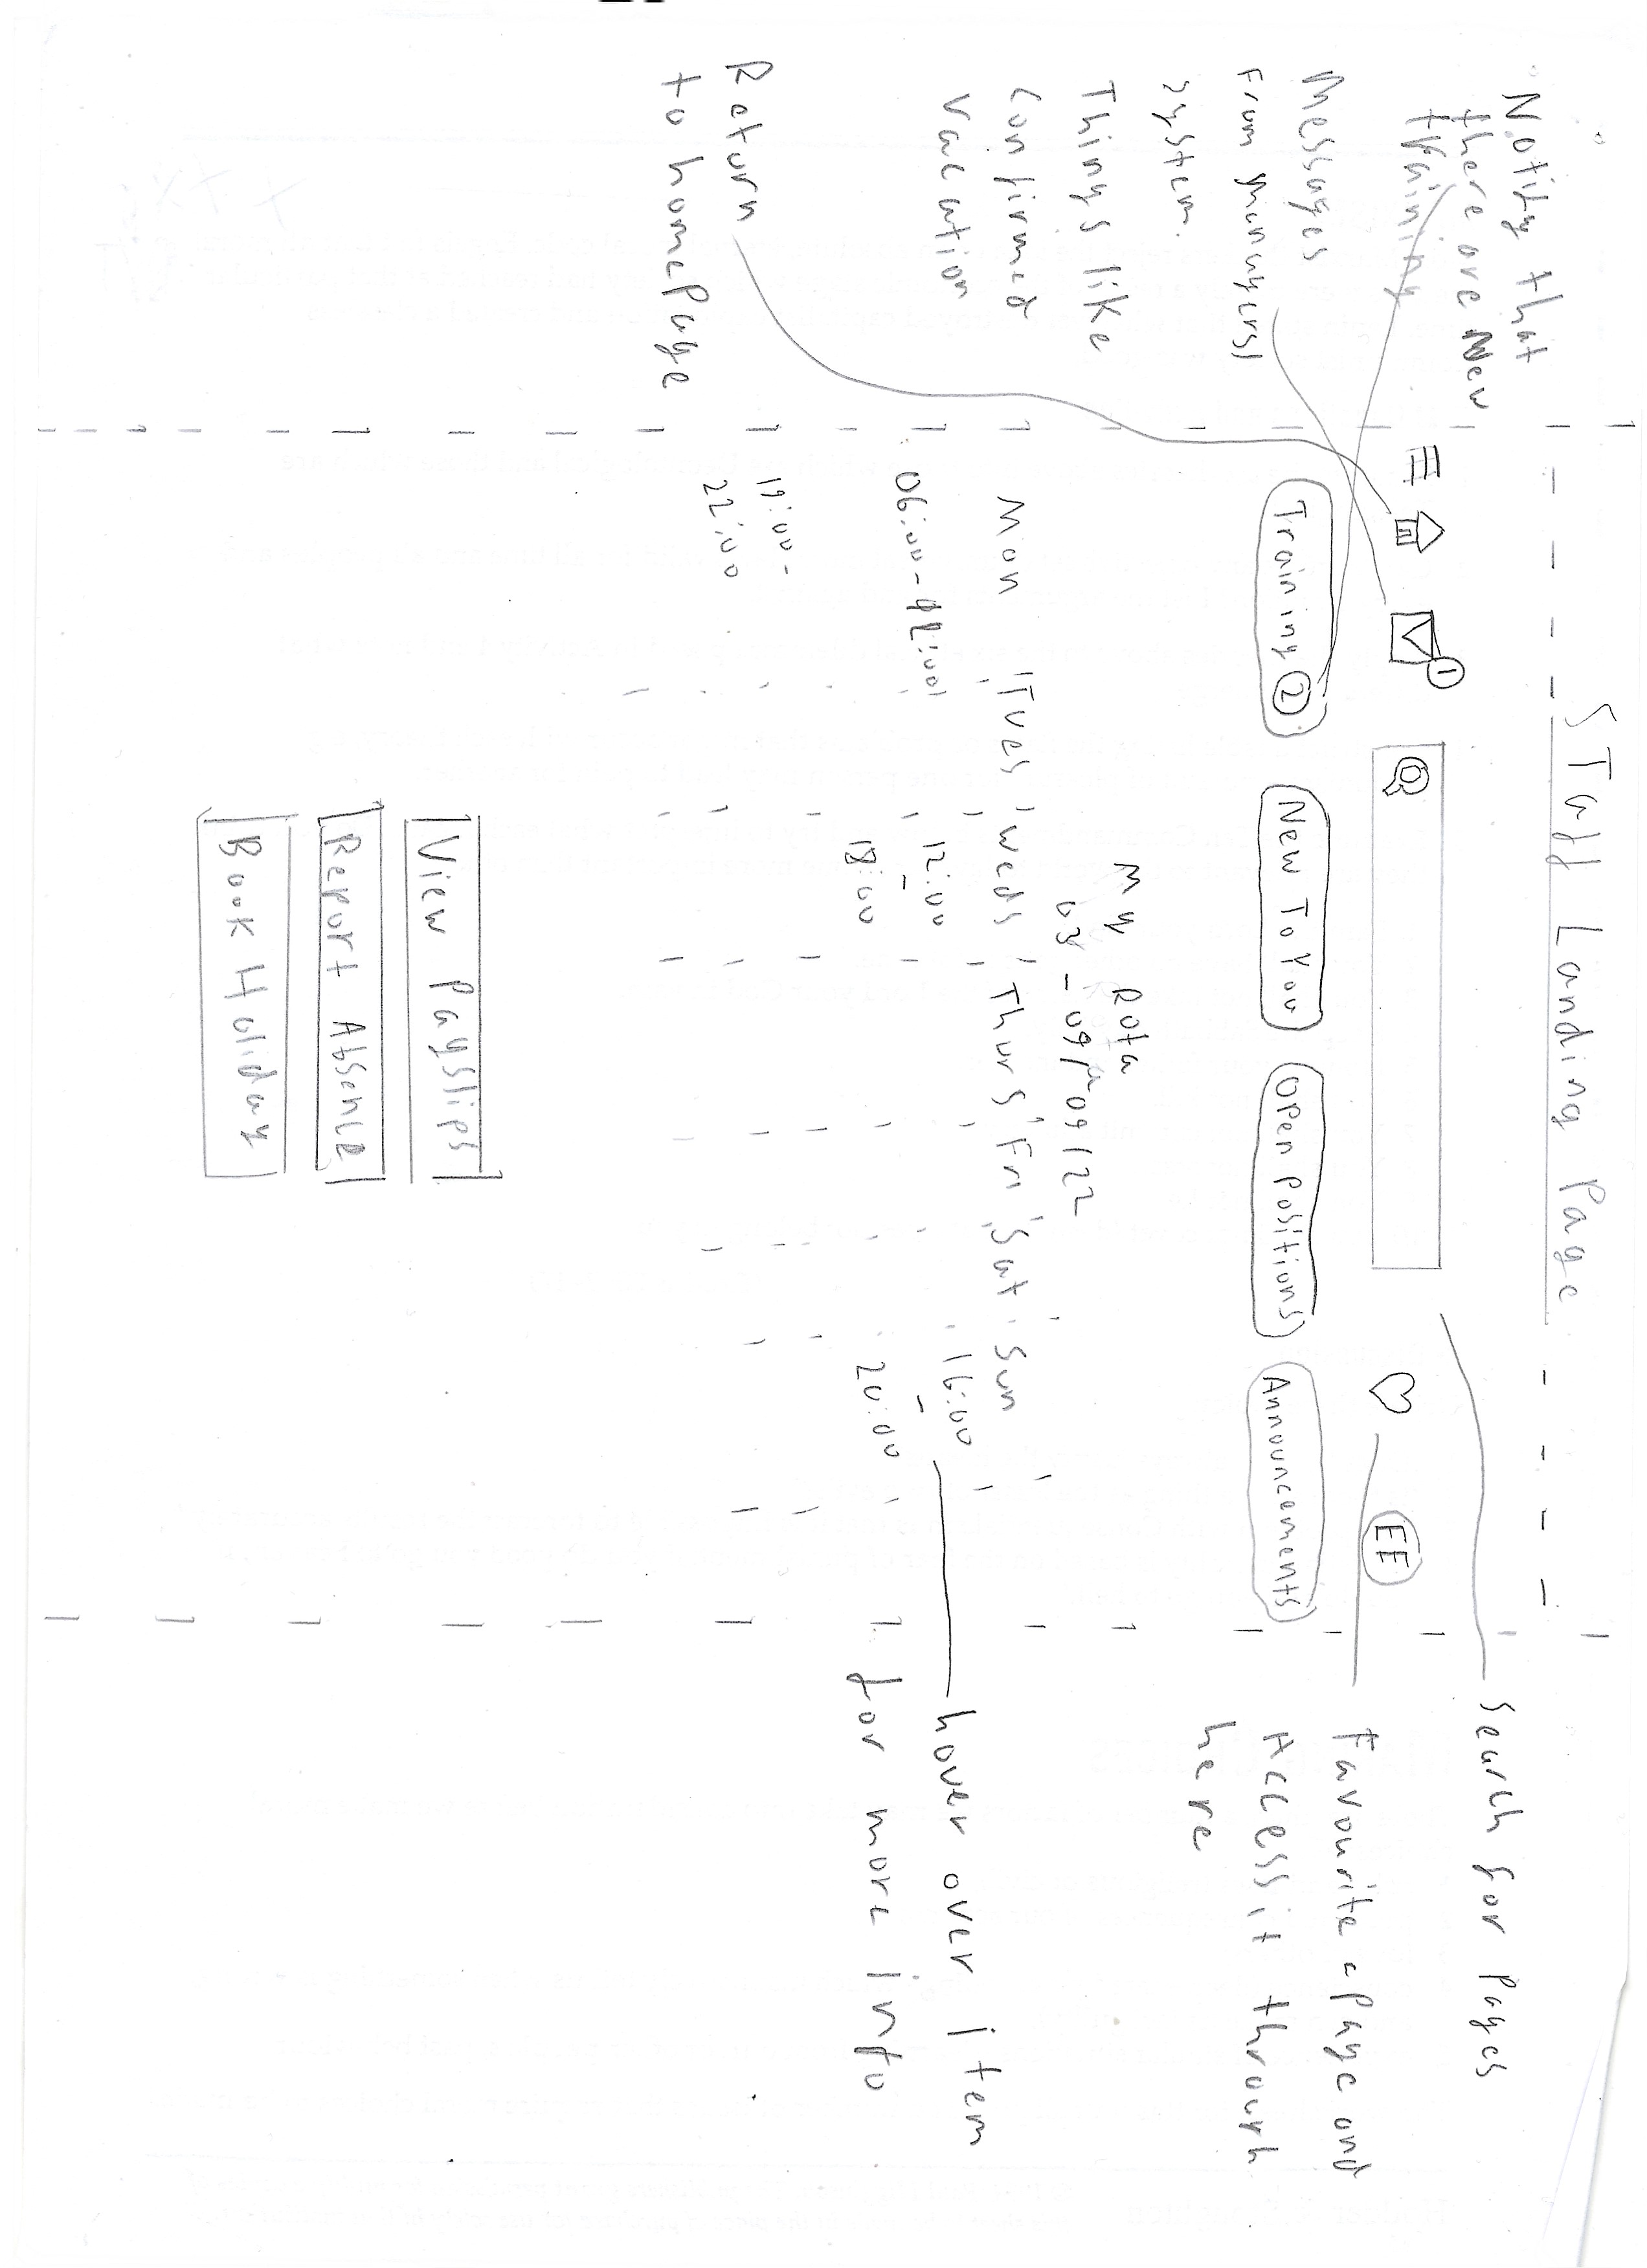 Staff Landing Page
Notify that
there are New
training
Messages
From Managers/
system.
Things like
Confirmed
Vacation
Return
to homePage
1
EE
Training 2
New To You
Open Positions
Announcements
Search for Pages
Favourite a Page and
Access it through
here
My Rota
03 - 09/09/22
Mon Tues Weds Thurs Fri Sat Sun
06:00 - 12:00
12:00
-
18:00
16:00
-
20:00
19:00 -
22:00
hover over item
for more info
View Payslips
Report Absence
Book Holiday